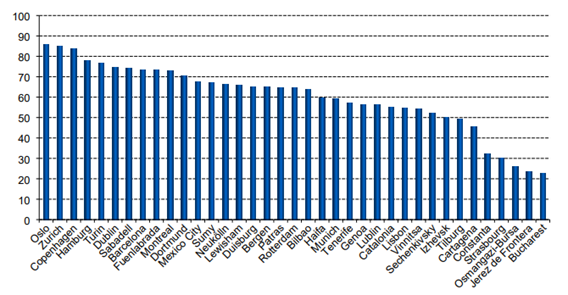 100
90
80
70
60
50
40
30
20
10
0
Oslo
Zurich
Copenhagen
Hamburg
Turin
Dublin
Sabadell
Barcelona
Fuenlabrada
Montreal
Dortmund
Mexico City
Sumy
Neukölln
Lewisham
Duisburg
Bergen
Patras
Rotterdam
Bilbao
Haifa
Munich
Tenerife
Genoa
Lublin
Catalonia
Lisbon
Vinnitsa
Sechenkivsky
Izhevsk
Tilburg
Cartagena
Constanta
Strasbourg
Osmangazi-Bursa
Jerez de Frontera
Bucharest